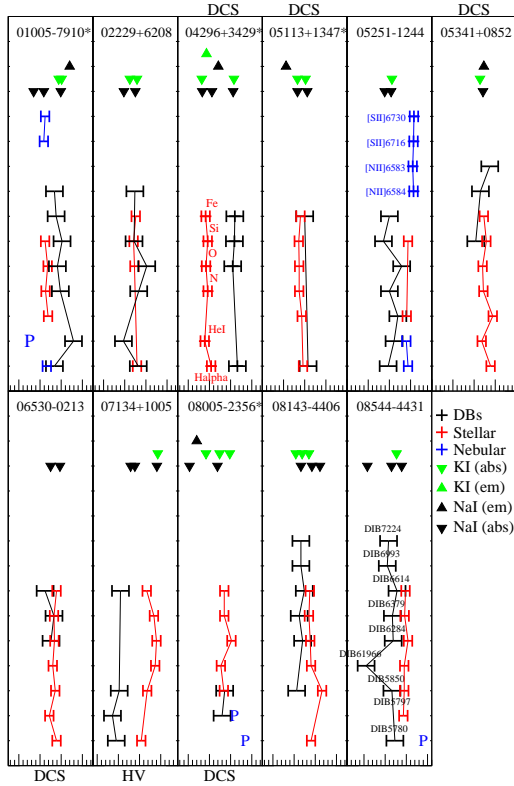 DCS DCS DCS
01005-7910* 02229+6208 04296+3429* 05113+1347* 05251-1244 05341+0852
[SII]6730
[SII]6716
[NII]6583
[NII]6584
Fe
Si
O
N
HeI
Halpha
P
06530-0213 07134+1005 08005-2356* 08143-4406 08544-4431
DBs
Stellar
Nebular
KI (abs)
KI (em)
NaI (em)
NaI (abs)
DIB7224
DIB6993
DIB6614
DIB6379
DIB6284
DIB61966
DIB5850
DIB5797
DIB5780
P
P
P
DCS HV DCS